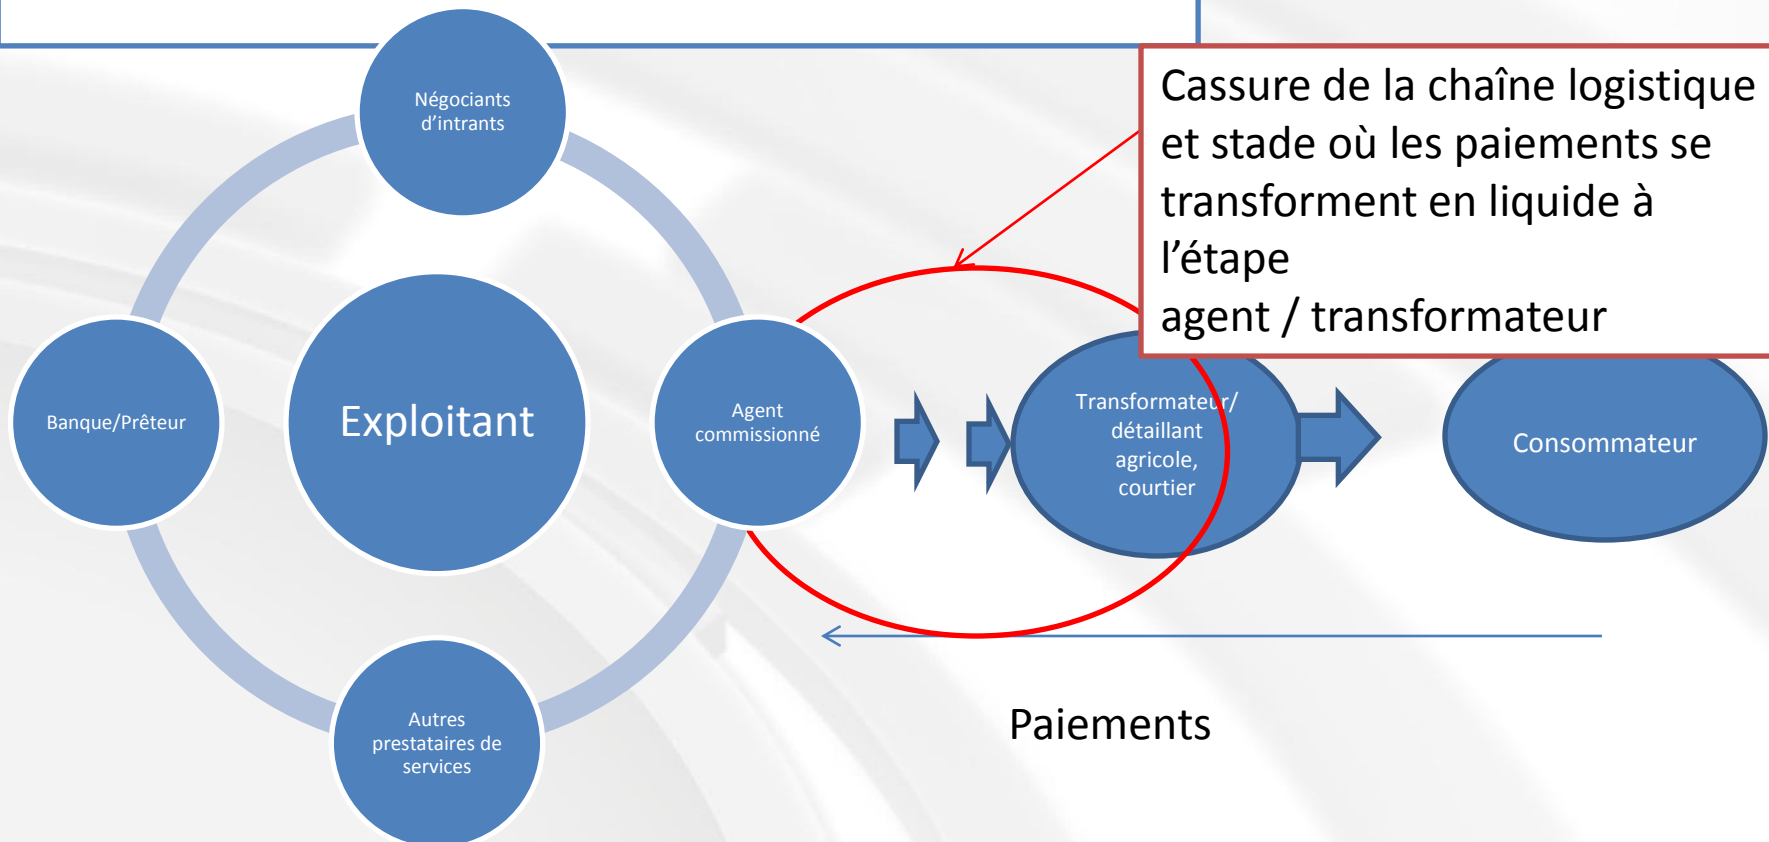 Négociants
d’intrants
Cassure de la chaîne logistique
et stade où les paiements se
transforment en liquide à
l’étape
agent / transformateur
Banque/Prêteur
Exploitant
Agent
commissionné
Transformateur/
détaillant
agricole,
courtier
Consommateur
Autres
prestataires de
services
Paiements